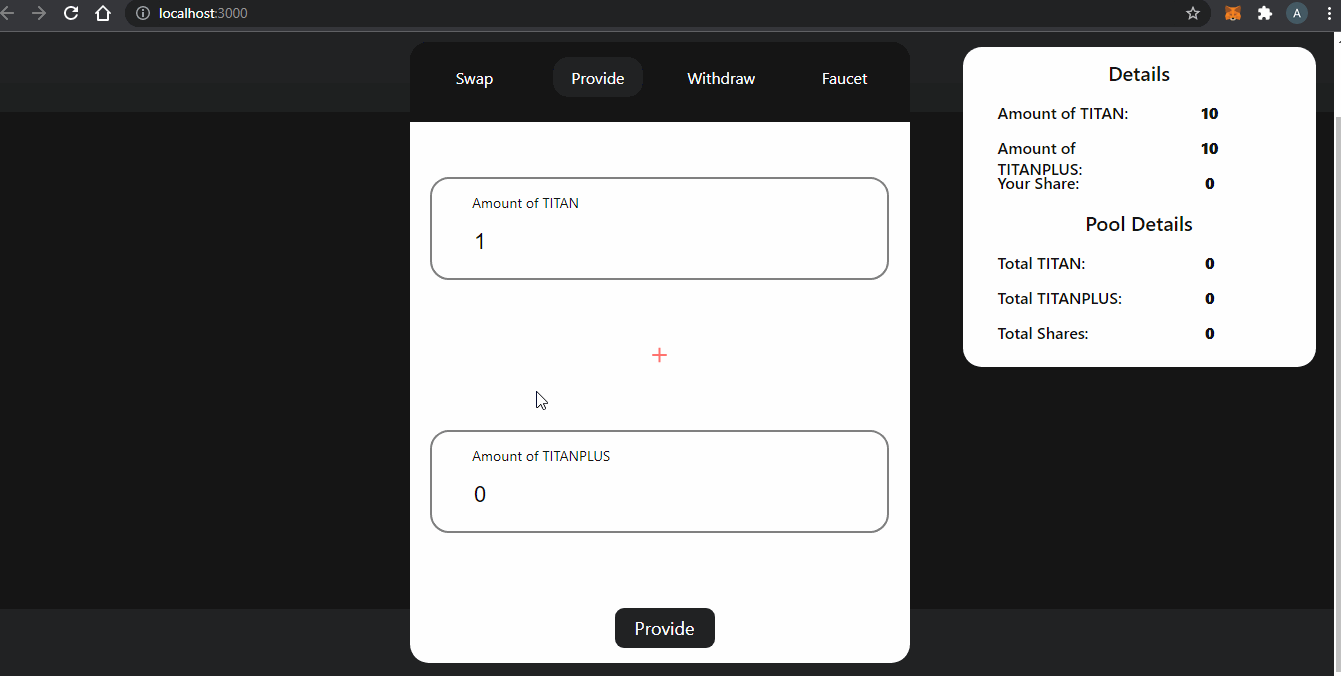 localhost:3000
A
Swap
Provide
Withdraw
Faucet
Amount of TITAN
1
+
Amount of TITANPLUS
0
Provide
Details
Amount of TITAN: 10
Amount of 10
TITANPLUS:
Your Share: 0
Pool Details
Total TITAN: 0
Total TITANPLUS: 0
Total Shares: 0